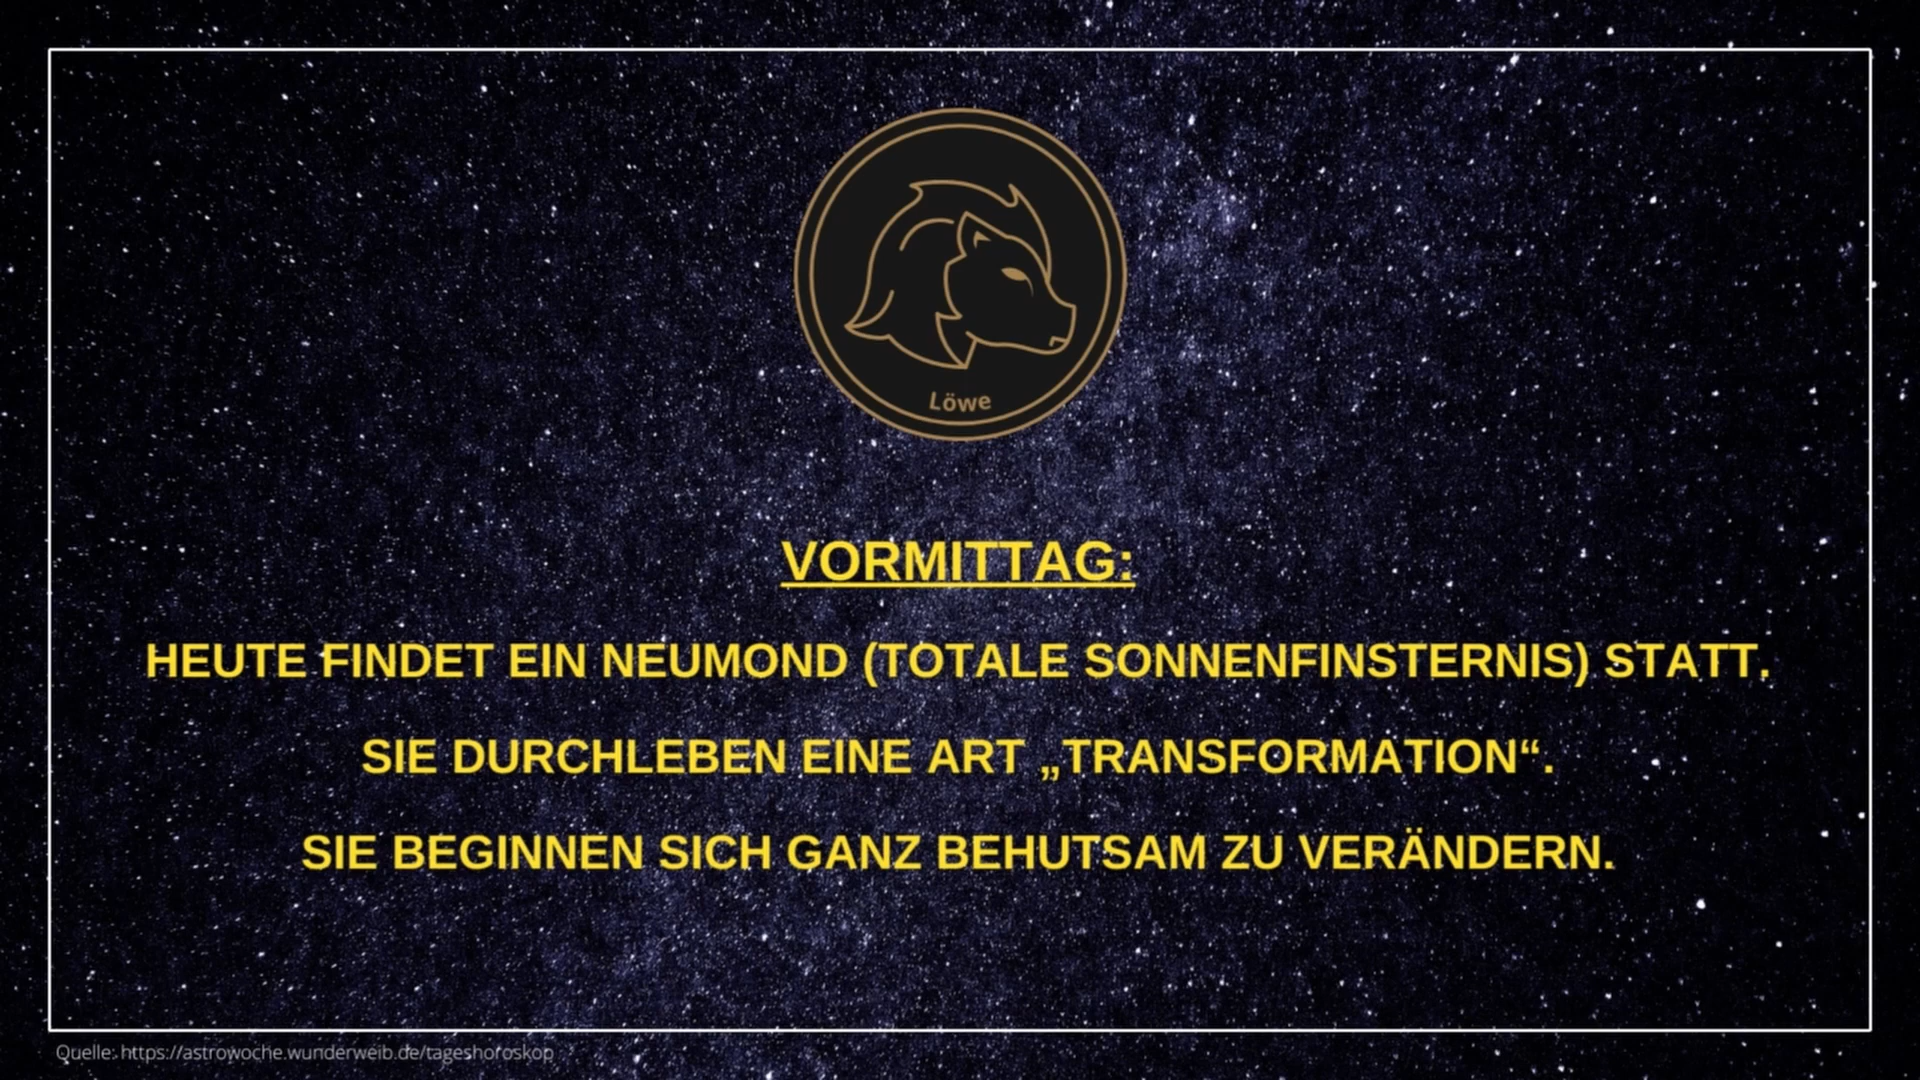 Löwe
VORMITTAG:
HEUTE FINDET EIN NEUMOND (TOTALE SONNENFINSTERNIS) STATT.
SIE DURCHLEBEN EINE ART „TRANSFORMATION“.
SIE BEGINNEN SICH GANZ BEHUTSAM ZU VERÄNDERN.
Quelle: https://astrowoche.wunderweib.de/tageshoroskop